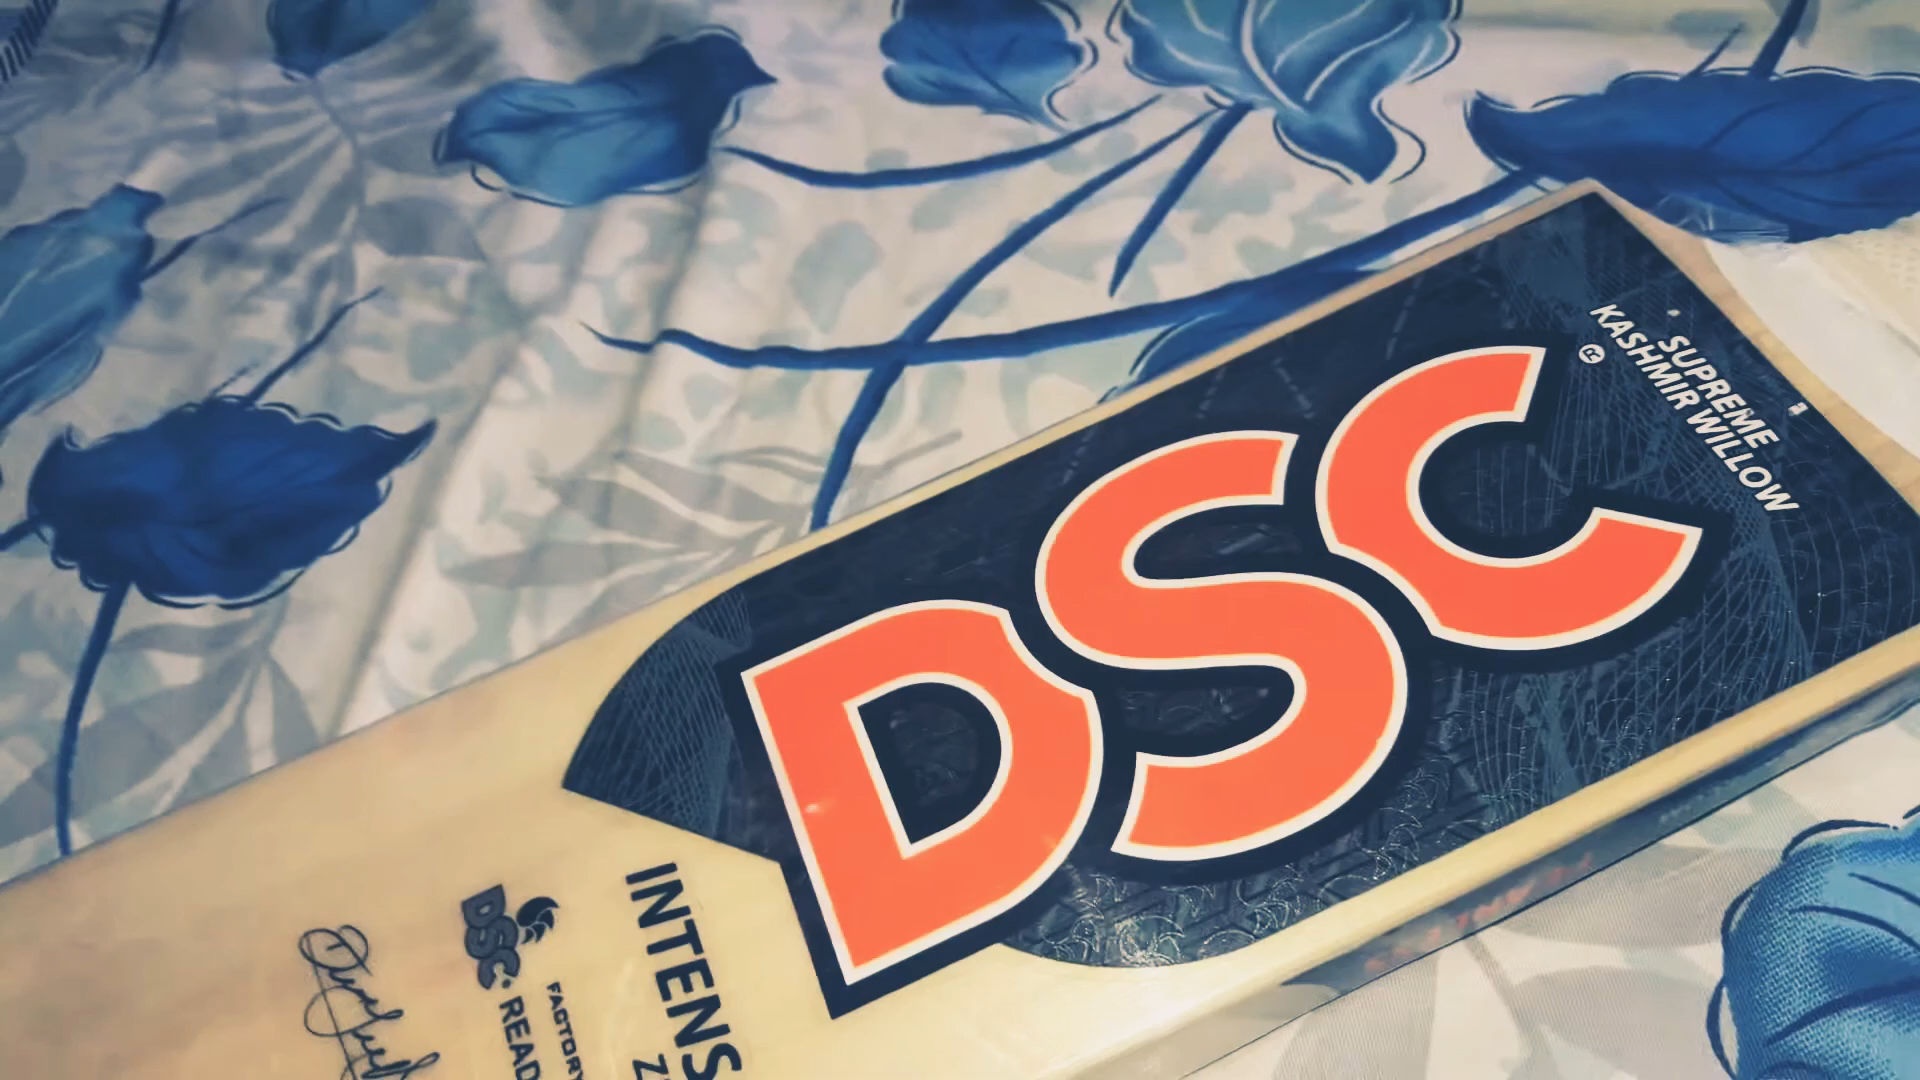 SUPREME
KASHMIR WILLOW
®
DSC
INTENS
FACTORY
DSC READ